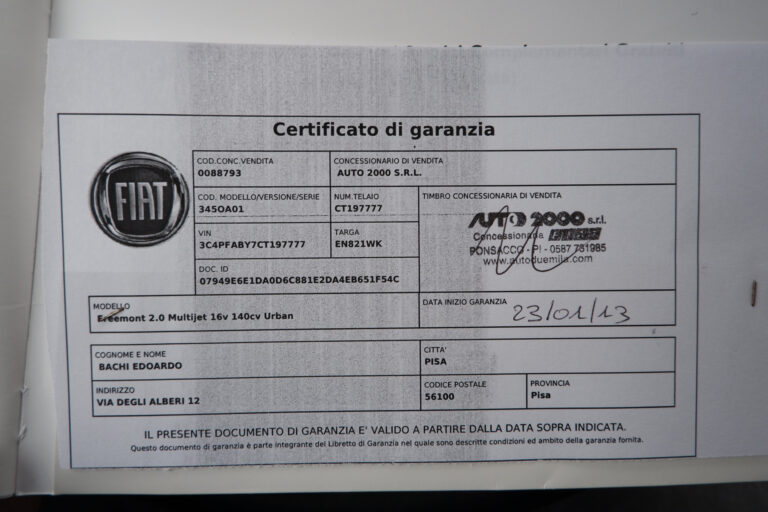 Certificato di garanzia
FIAT
COD.CONC.VENDITA
0088793
CONCESSIONARIO DI VENDITA
AUTO 2000 S.R.L.
COD. MODELLO/VERSIONE/SERIE
345OA01
NUM.TELAIO
CT197777
TIMBRO CONCESSIONARIA DI VENDITA
AUTO 2000 s.r.l.
Concessionaria FIAT
PONSACCO - PI - 0587 731985
www.autoduemila.com
VIN
3C4PFABY7CT197777
TARGA
EN821WK
DOC. ID
07949E6E1DA0D6C881E2DA4EB651F54C
MODELLO
Freemont 2.0 Multijet 16v 140cv Urban
DATA INIZIO GARANZIA
23/01/13
COGNOME E NOME
BACHI EDOARDO
CITTA'
PISA
INDIRIZZO
VIA DEGLI ALBERI 12
CODICE POSTALE
56100
PROVINCIA
Pisa
IL PRESENTE DOCUMENTO DI GARANZIA E' VALIDO A PARTIRE DALLA DATA SOPRA INDICATA.
Questo documento di garanzia è parte integrante del Libretto di Garanzia nel quale sono descritte condizioni ed ambito della garanzia fornita.